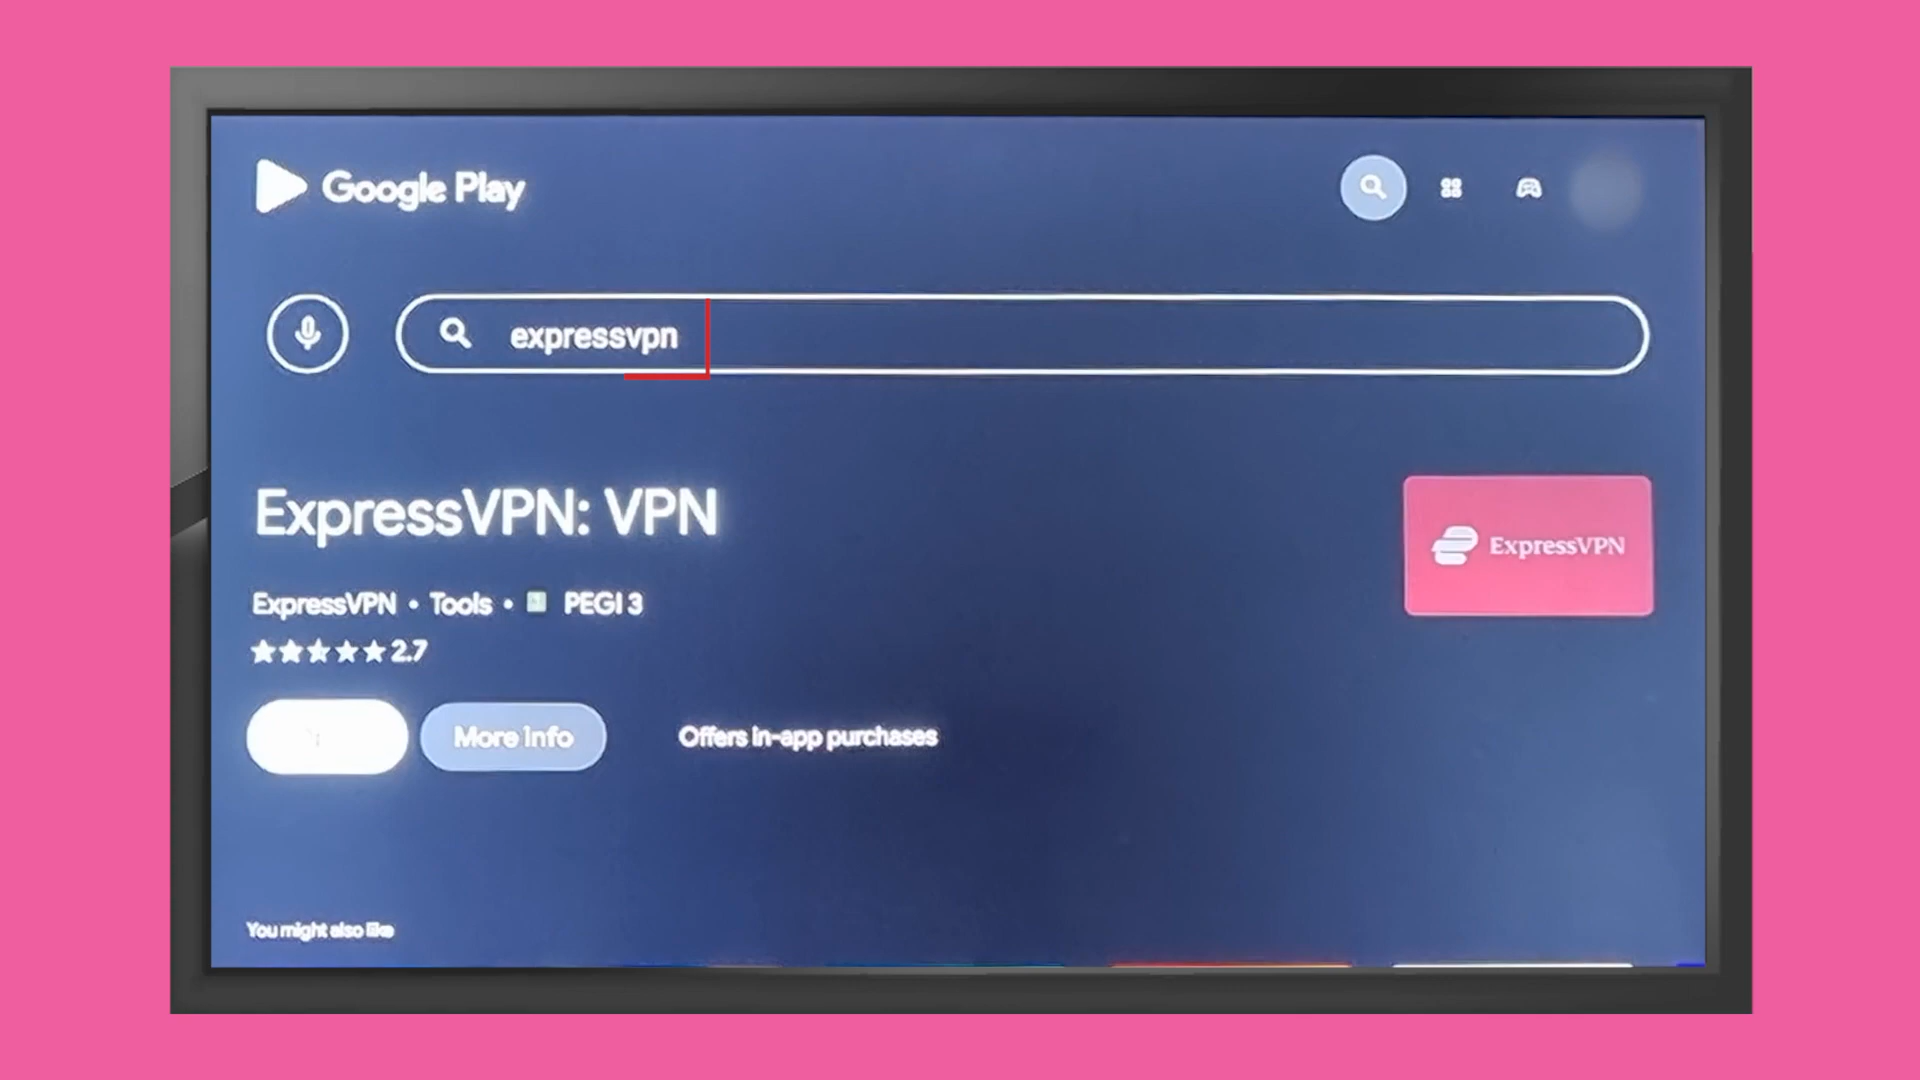 Google Play
expressvpn
ExpressVPN: VPN
ExpressVPN
ExpressVPN • Tools • PEGI 3
2.7
More info
Offers in-app purchases
You might also like